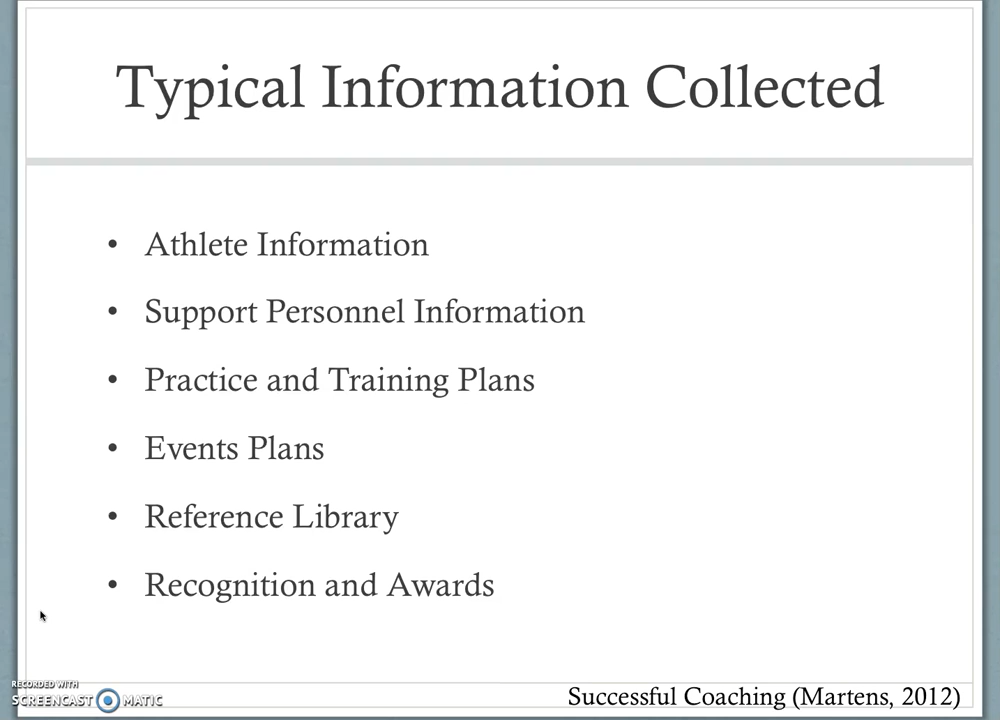 Typical Information Collected
• Athlete Information
• Support Personnel Information
• Practice and Training Plans
• Events Plans
• Reference Library
• Recognition and Awards
RECORDED WITH
SCREENCAST MATIC
Successful Coaching (Martens, 2012)